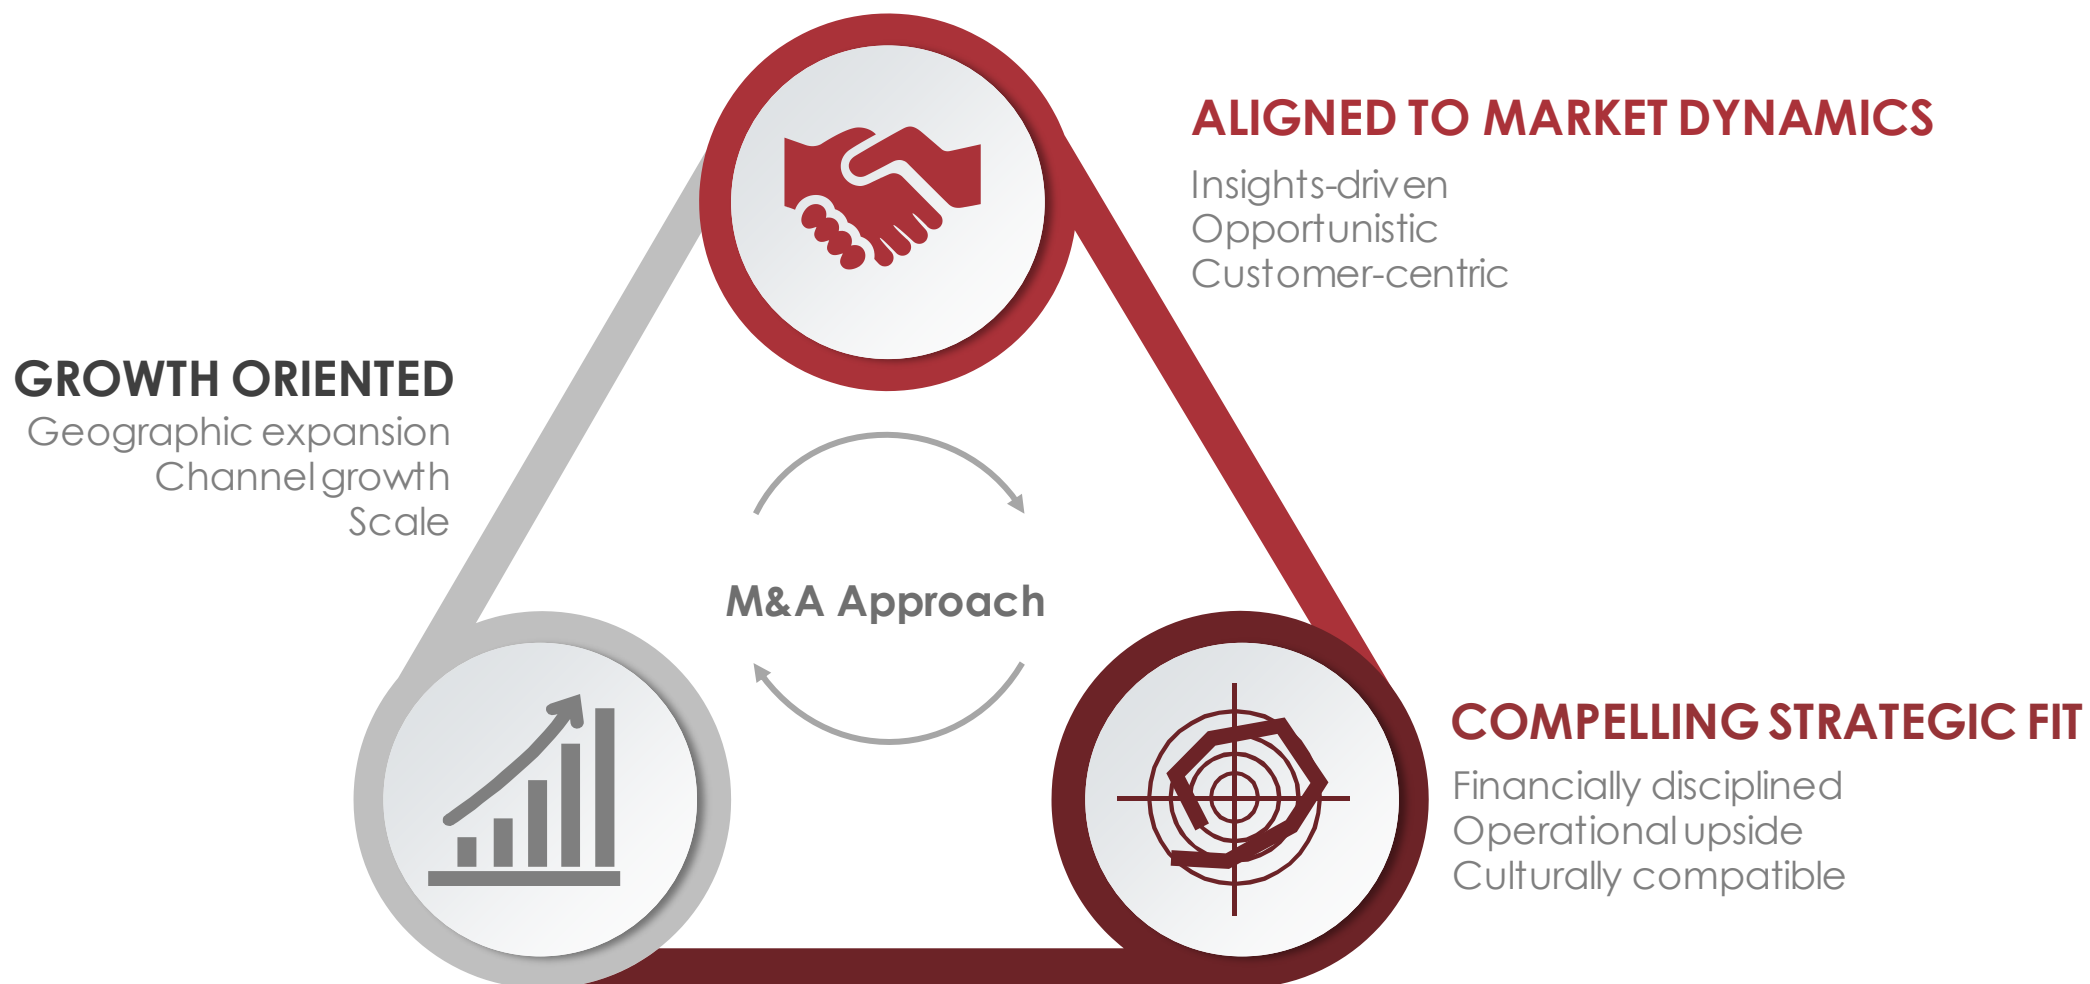 ALIGNED TO MARKET DYNAMICS
Insights-driven
Opportunistic
Customer-centric
GROWTH ORIENTED
Geographic expansion
Channel growth
Scale
M&A Approach
COMPELLING STRATEGIC FIT
Financially disciplined
Operational upside
Culturally compatible